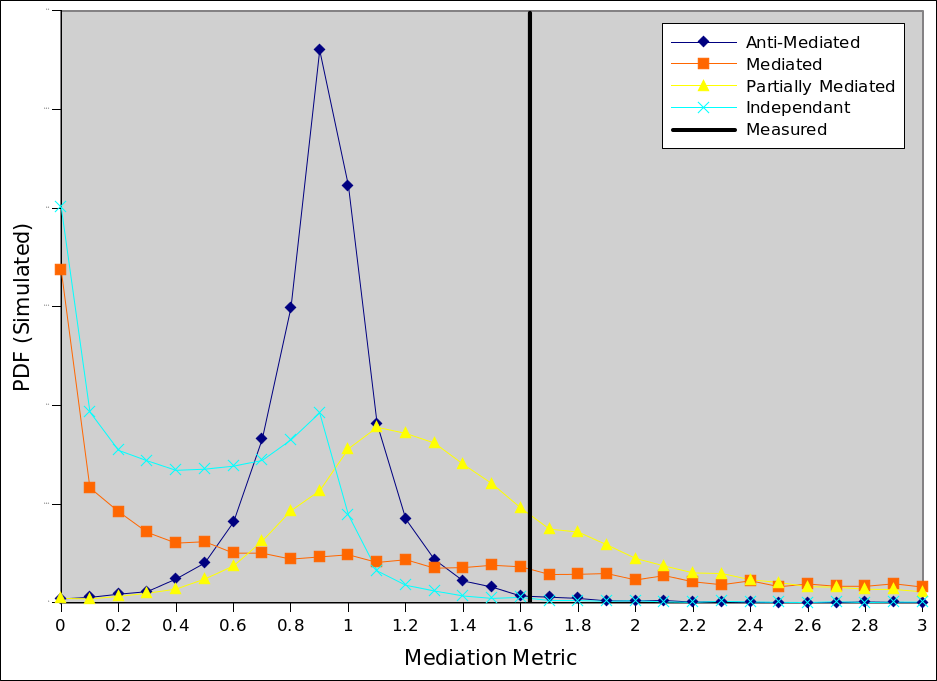 Anti-Mediated
Mediated
Partially Mediated
Independant
Measured
PDF (Simulated)
0 0.2 0.4 0.6 0.8 1 1.2 1.4 1.6 1.8 2 2.2 2.4 2.6 2.8 3
Mediation Metric